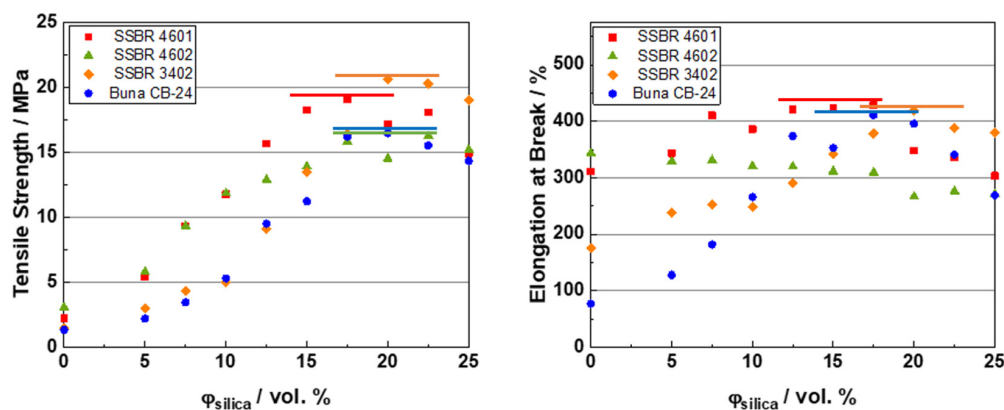 25
20
15
10
5
0
Tensile Strength / MPa
SSBR 4601
SSBR 4602
SSBR 3402
Buna CB-24
0
5
10
15
20
25
φsilica / vol. %
500
400
300
200
100
0
Elongation at Break / %
SSBR 4601
SSBR 4602
SSBR 3402
Buna CB-24
0
5
10
15
20
25
φsilica / vol. %